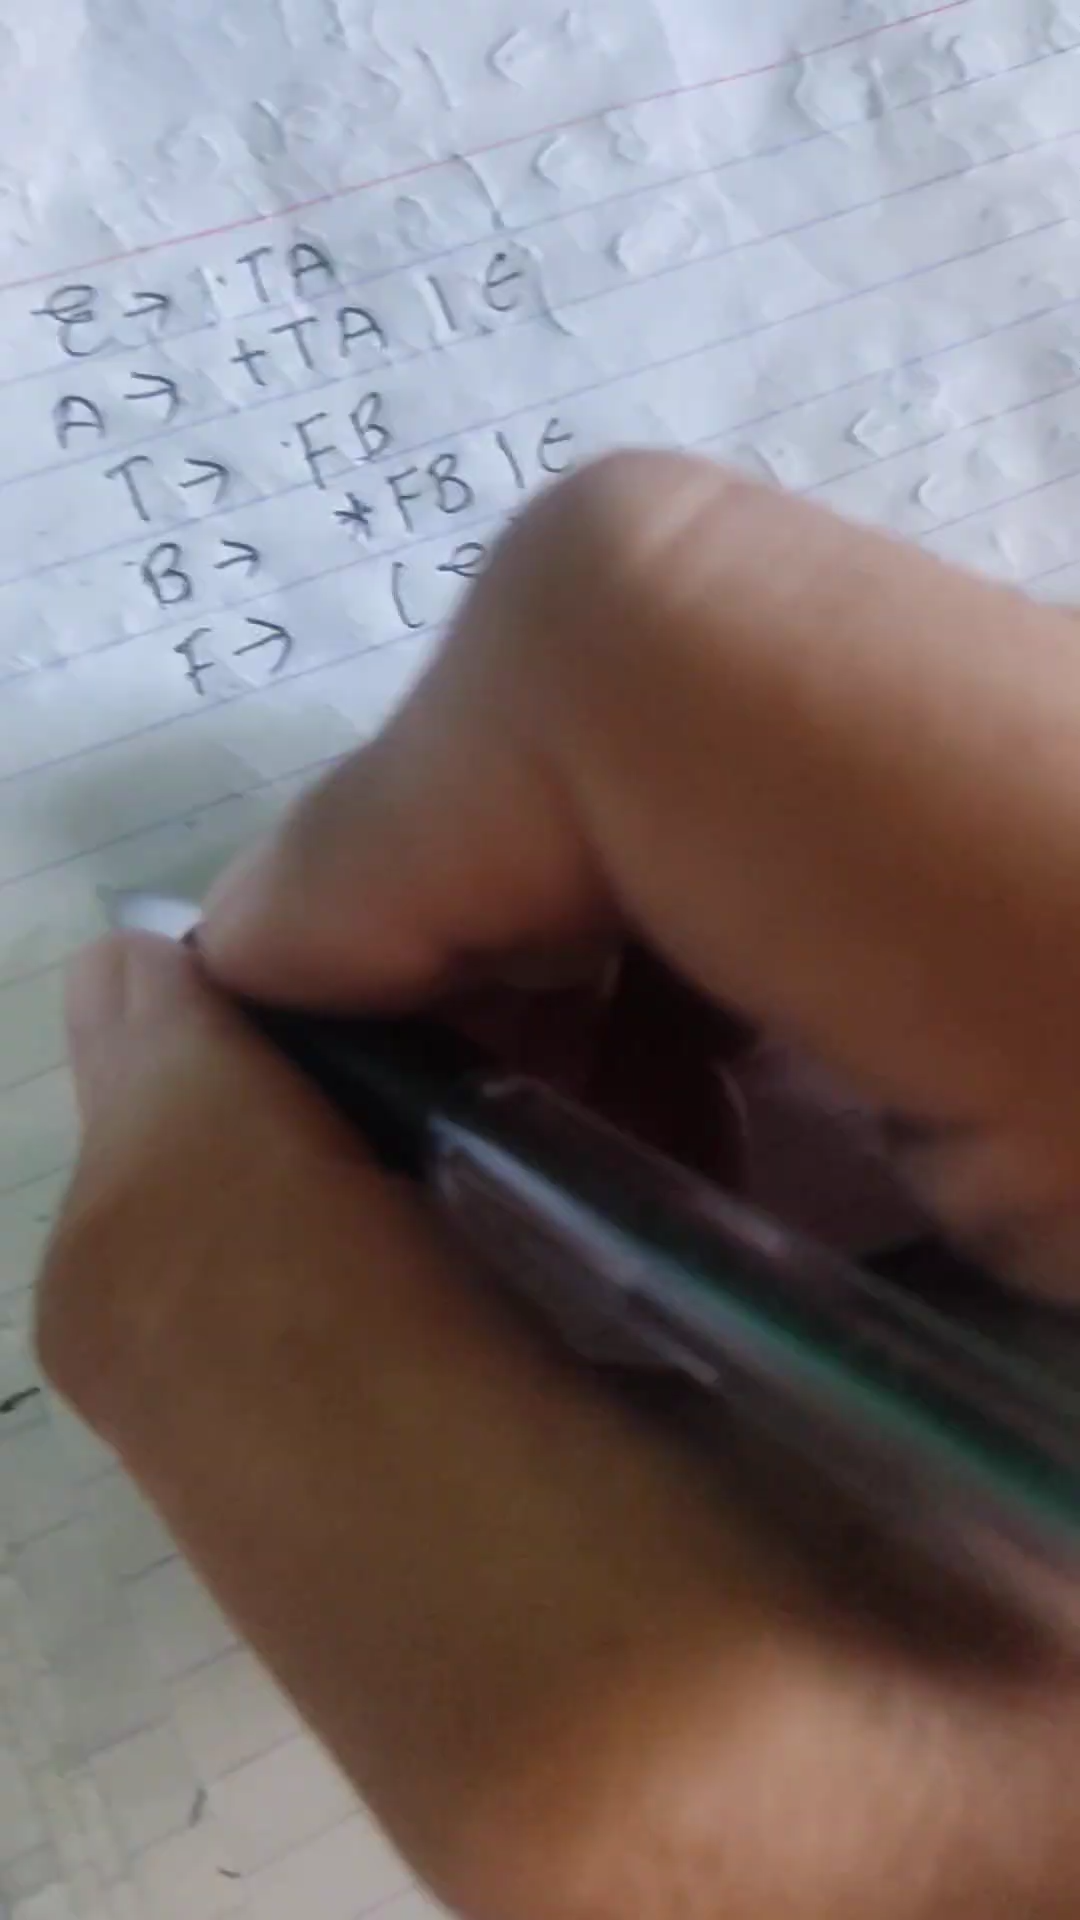 E → TA
A → +TA | ε
T → FB
B → *FB | ε
F → (e